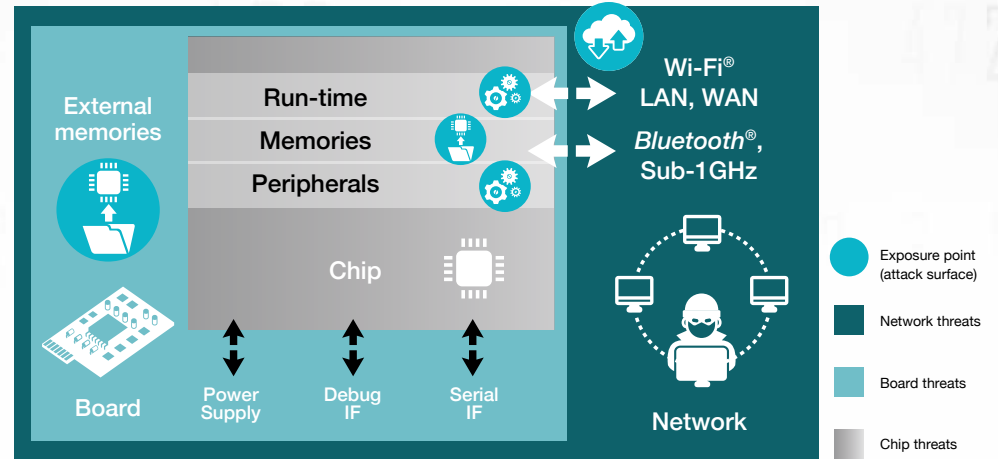 External
memories
Run-time
Memories
Peripherals
Chip
Wi-Fi®
LAN, WAN
Bluetooth®,
Sub-1GHz
Board
Power
Supply
Debug
IF
Serial
IF
Network
Exposure point
(attack surface)
Network threats
Board threats
Chip threats